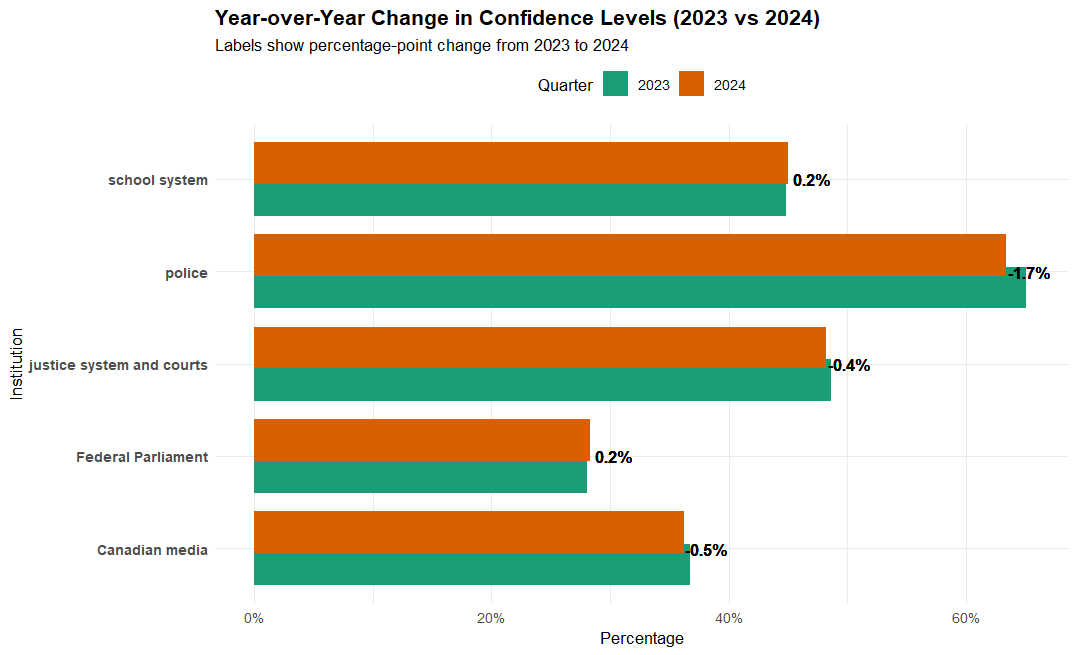 Year-over-Year Change in Confidence Levels (2023 vs 2024)
Labels show percentage-point change from 2023 to 2024
Quarter 2023 2024
school system 0.2%
police -1.7%
justice system and courts -0.4%
Federal Parliament 0.2%
Canadian media -0.5%
Institution
0% 20% 40% 60%
Percentage